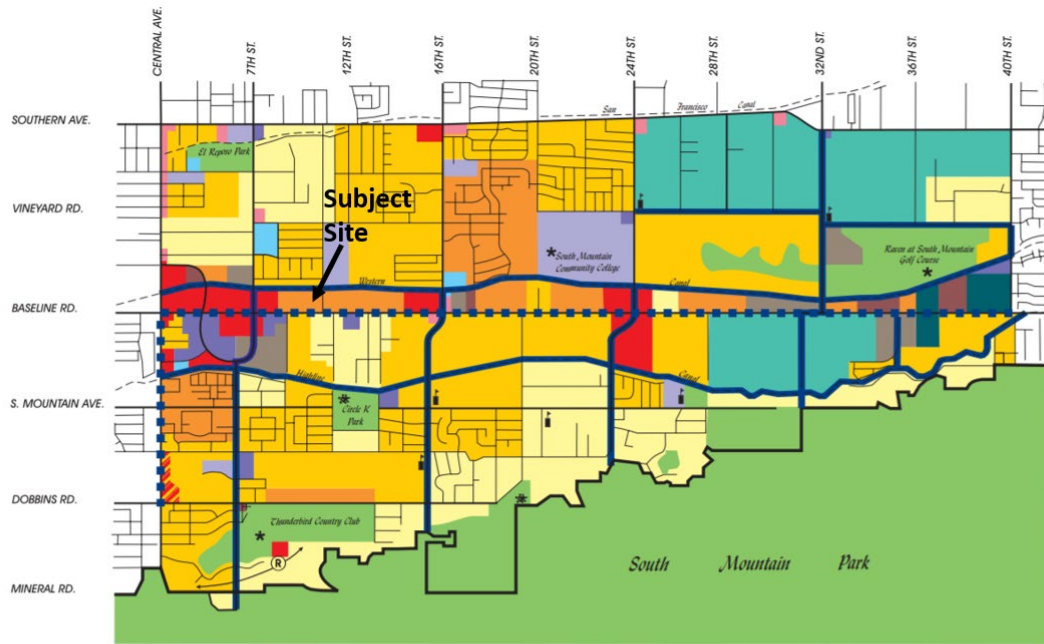 CENTRAL AVE.
7TH ST.
12TH ST.
16TH ST.
20TH ST.
24TH ST.
28TH ST.
32ND ST.
36TH ST.
40TH ST.
SOUTHERN AVE.
San Francisco Canal
El Reposo Park
VINEYARD RD.
Subject
Site
South Mountain
Community College
Raven at South Mountain
Golf Course
Western Canal
BASELINE RD.
Highline Canal
S. MOUNTAIN AVE.
Circle K
Park
DOBBINS RD.
Thunderbird Country Club
R
South Mountain Park
MINERAL RD.